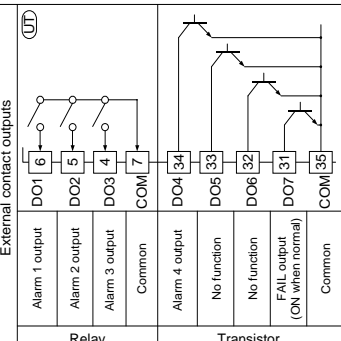 External contact outputs
UT
DO1
6
Alarm 1 output
DO2
5
Alarm 2 output
DO3
4
Alarm 3 output
COM
7
Common
Relay
DO4
34
Alarm 4 output
DO5
33
No function
DO6
32
No function
DO7
31
FAIL output
(ON when normal)
COM
35
Common
Transistor